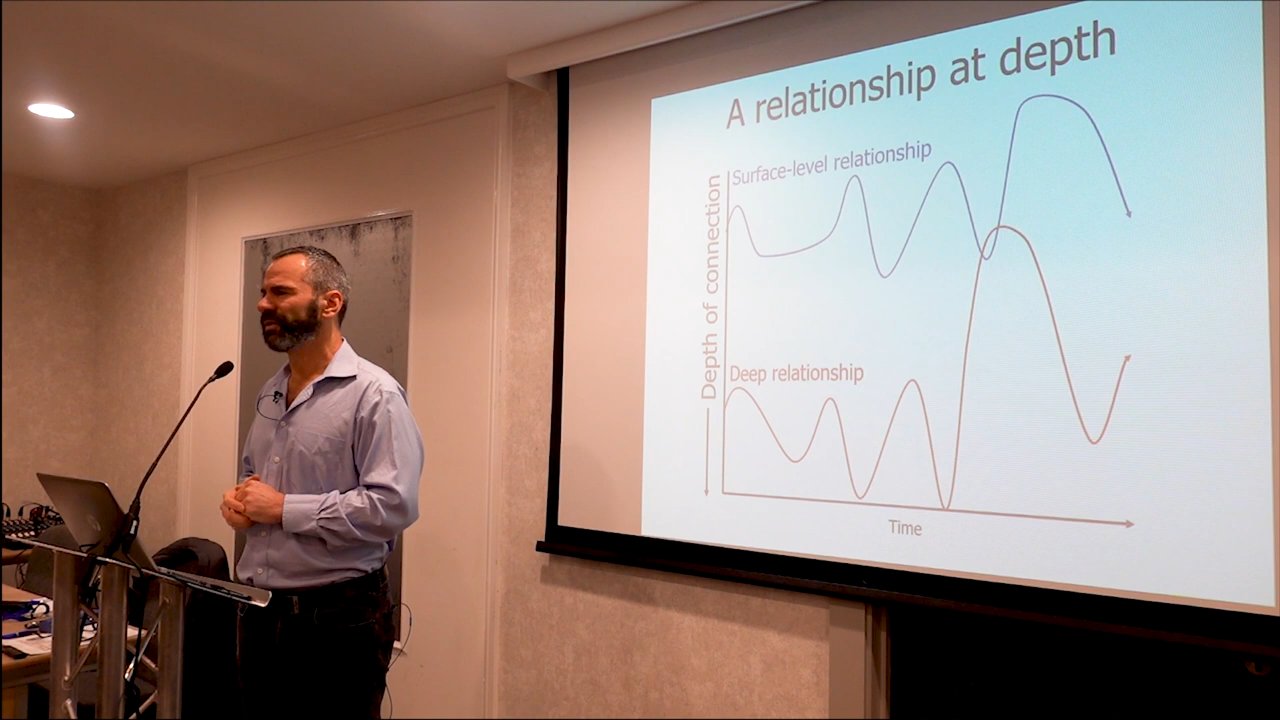 A relationship at depth
Surface-level relationship
Depth of connection
Deep relationship
Time